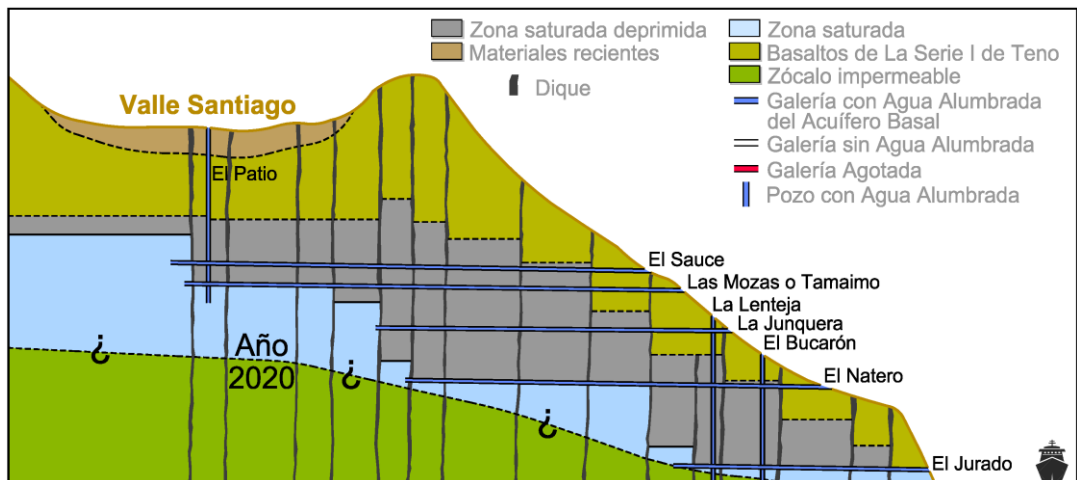 Zona saturada deprimida
Materiales recientes
Dique
Zona saturada
Basaltos de La Serie I de Teno
Zócalo impermeable
Galería con Agua Alumbrada
del Acuífero Basal
Galería sin Agua Alumbrada
Galería Agotada
Pozo con Agua Alumbrada
Valle Santiago
El Patio
El Sauce
Las Mozas o Tamaimo
La Lenteja
La Junquera
El Bucarón
El Natero
El Jurado
Año
2020
¿
¿
¿